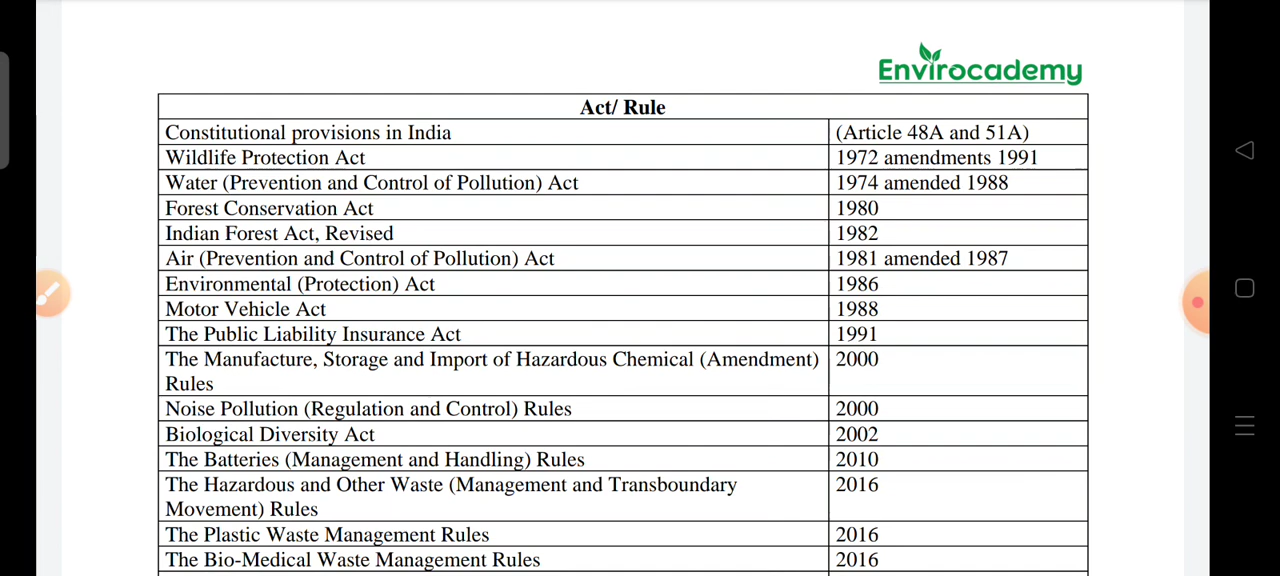 Envirocademy
Act/ Rule
Constitutional provisions in India (Article 48A and 51A)
Wildlife Protection Act 1972 amendments 1991
Water (Prevention and Control of Pollution) Act 1974 amended 1988
Forest Conservation Act 1980
Indian Forest Act, Revised 1982
Air (Prevention and Control of Pollution) Act 1981 amended 1987
Environmental (Protection) Act 1986
Motor Vehicle Act 1988
The Public Liability Insurance Act 1991
The Manufacture, Storage and Import of Hazardous Chemical (Amendment) 2000
Rules
Noise Pollution (Regulation and Control) Rules 2000
Biological Diversity Act 2002
The Batteries (Management and Handling) Rules 2010
The Hazardous and Other Waste (Management and Transboundary 2016
Movement) Rules
The Plastic Waste Management Rules 2016
The Bio-Medical Waste Management Rules 2016